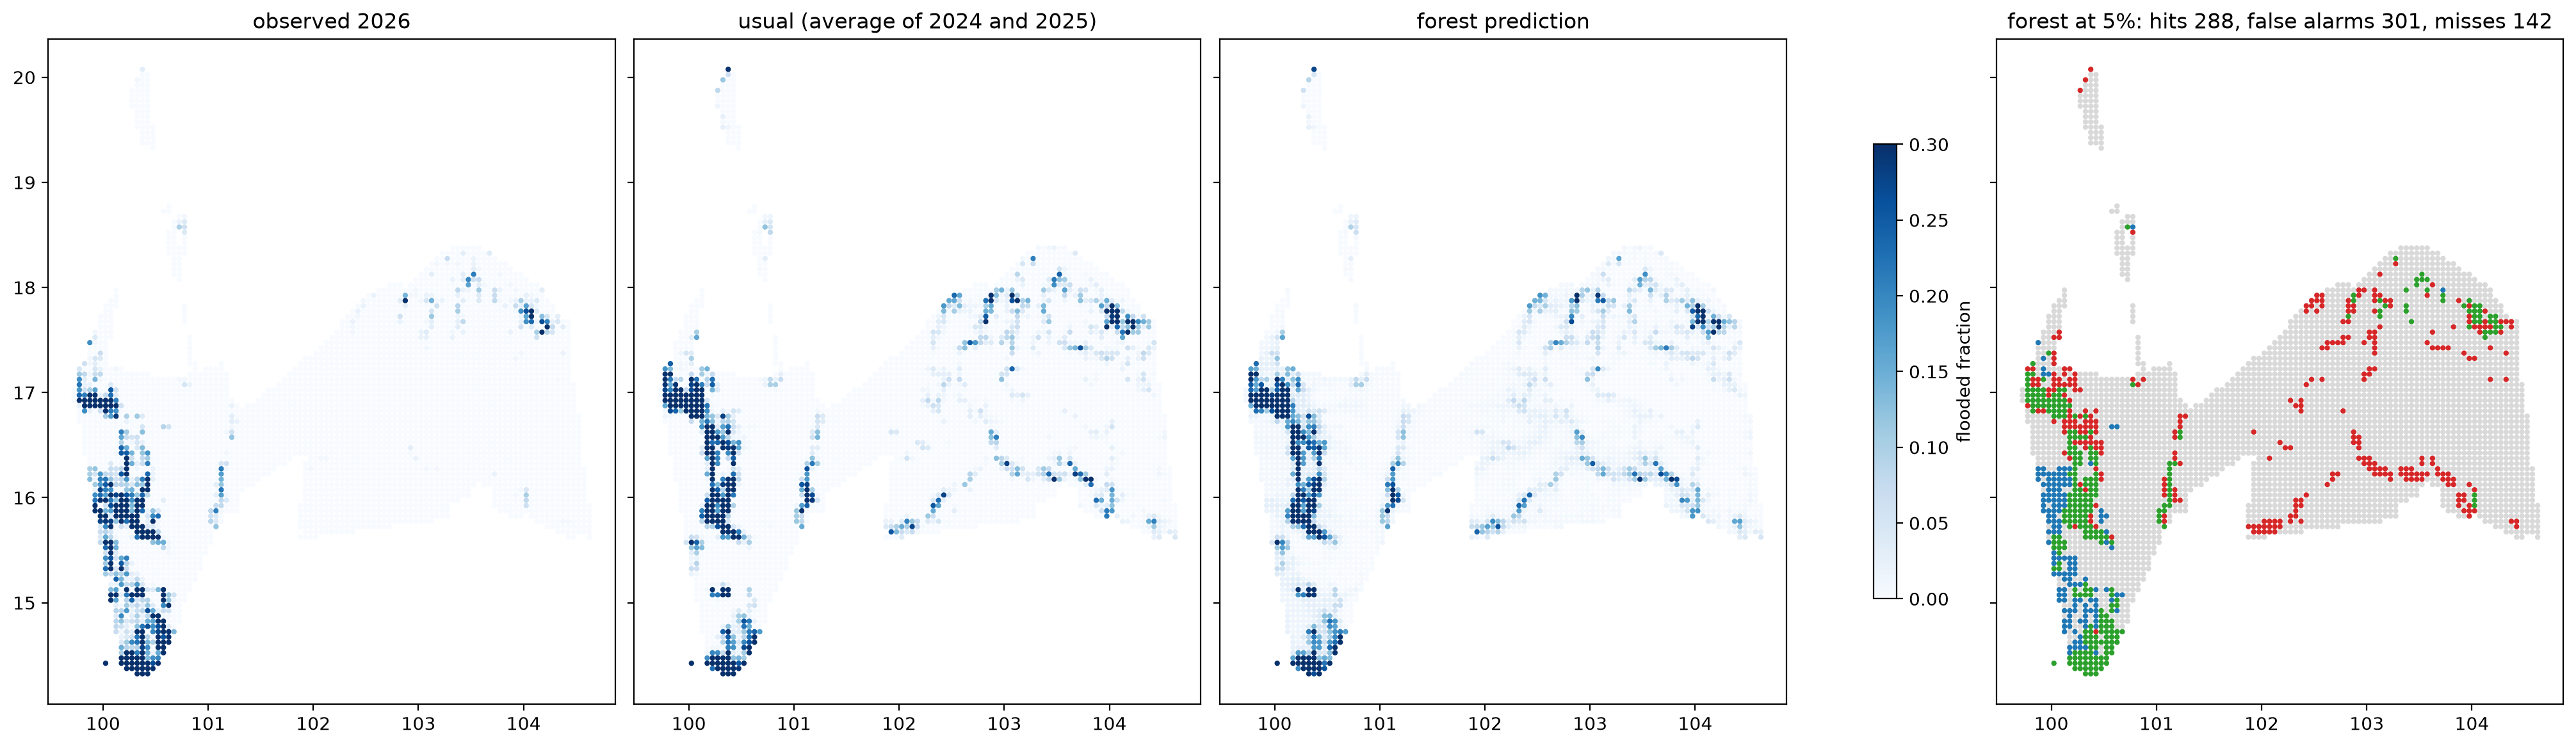 observed 2026
usual (average of 2024 and 2025)
forest prediction
forest at 5%: hits 288, false alarms 301, misses 142
20
19
18
17
16
15
100 101 102 103 104
100 101 102 103 104
100 101 102 103 104
0.30
0.25
0.20
0.15
0.10
0.05
0.00
flooded fraction
100 101 102 103 104